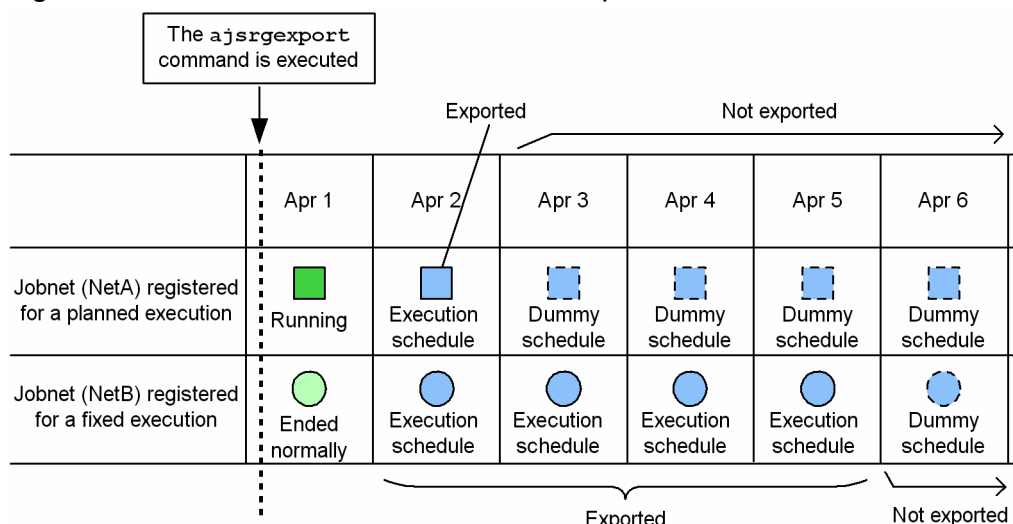 The ajsrgexport
command is executed
Exported
Not exported
Apr 1
Apr 2
Apr 3
Apr 4
Apr 5
Apr 6
Jobnet (NetA) registered
for a planned execution
Running
Execution
schedule
Dummy
schedule
Dummy
schedule
Dummy
schedule
Dummy
schedule
Jobnet (NetB) registered
for a fixed execution
Ended
normally
Execution
schedule
Execution
schedule
Execution
schedule
Execution
schedule
Dummy
schedule
Exported
Not exported